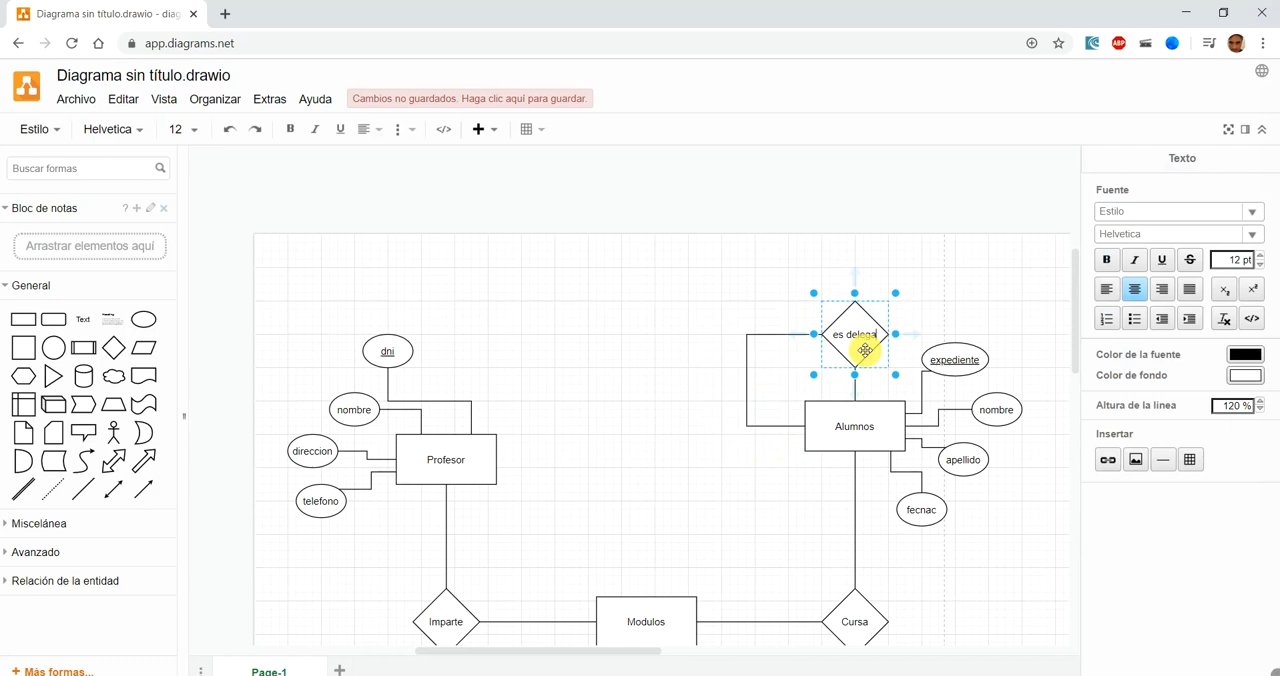 Diagrama sin título.drawio - diag
app.diagrams.net
ABP
Diagrama sin título.drawio
Archivo Editar Vista Organizar Extras Ayuda Cambios no guardados. Haga clic aquí para guardar.
Estilo Helvetica 12 B I U </>
Buscar formas
Texto
Bloc de notas
Fuente
Estilo
Helvetica
Arrastrar elementos aquí
B I U S 12 pt
General
Text
es delega
dni
expediente
Color de la fuente
Color de fondo
nombre
nombre
Altura de la línea 120 %
Alumnos
Insertar
direccion
Profesor
apellido
telefono
fecnac
Miscelánea
Avanzado
Relación de la entidad
Imparte
Modulos
Cursa
+ Más formas...
Page-1